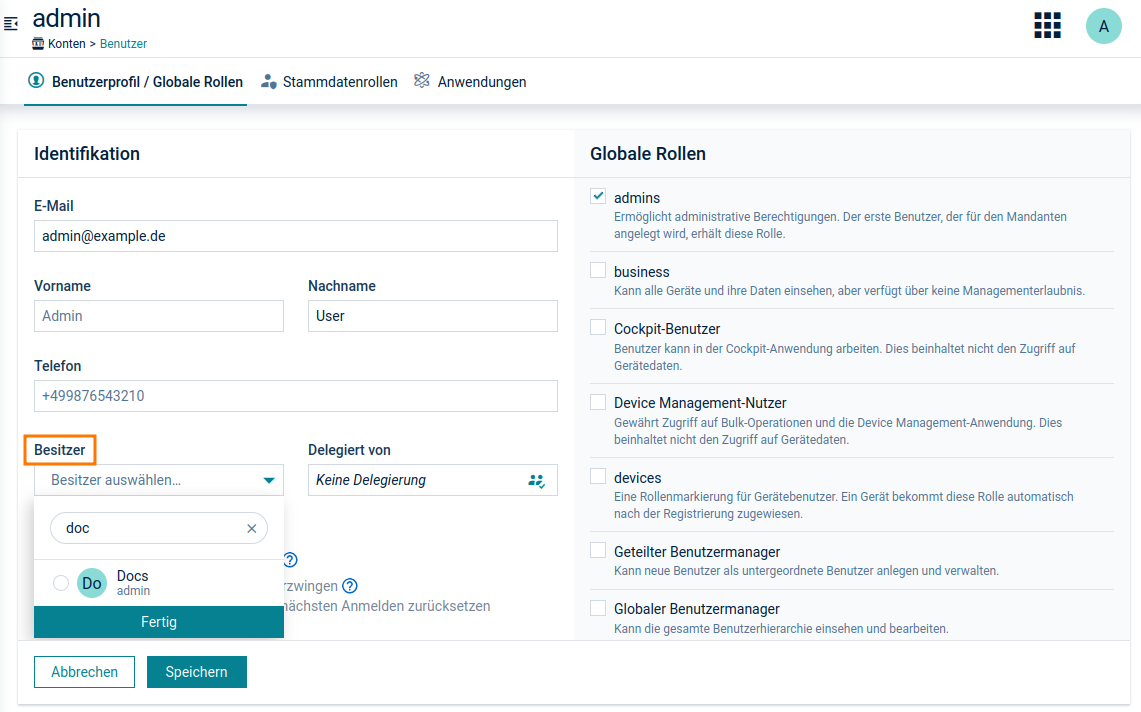 admin
Konten > Benutzer
A
Benutzerprofil / Globale Rollen
Stammdatenrollen
Anwendungen
Identifikation
E-Mail
admin@example.de
Vorname
Nachname
Admin
User
Telefon
+499876543210
Besitzer
Delegiert von
Besitzer auswählen...
Keine Delegierung
doc
Do
Docs
admin
Fertig
rzwingen
nächsten Anmelden zurücksetzen
Abbrechen
Speichern
Globale Rollen
admins
Ermöglicht administrative Berechtigungen. Der erste Benutzer, der für den Mandanten
angelegt wird, erhält diese Rolle.
business
Kann alle Geräte und ihre Daten einsehen, aber verfügt über keine Managementerlaubnis.
Cockpit-Benutzer
Benutzer kann in der Cockpit-Anwendung arbeiten. Dies beinhaltet nicht den Zugriff auf
Gerätedaten.
Device Management-Nutzer
Gewährt Zugriff auf Bulk-Operationen und die Device Management-Anwendung. Dies
beinhaltet nicht den Zugriff auf Gerätedaten.
devices
Eine Rollenmarkierung für Gerätebenutzer. Ein Gerät bekommt diese Rolle automatisch
nach der Registrierung zugewiesen.
Geteilter Benutzermanager
Kann neue Benutzer als untergeordnete Benutzer anlegen und verwalten.
Globaler Benutzermanager
Kann die gesamte Benutzerhierarchie einsehen und bearbeiten.